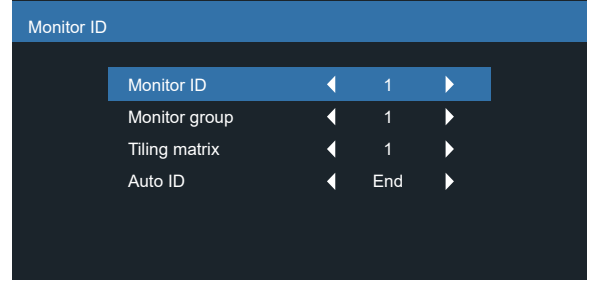 Monitor ID
Monitor ID 1
Monitor group 1
Tiling matrix 1
Auto ID End